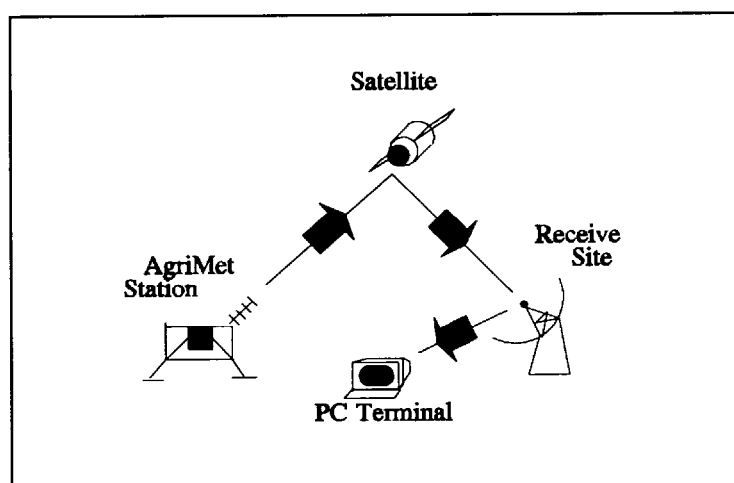 Satellite
AgriMet
Station
Receive
Site
PC Terminal